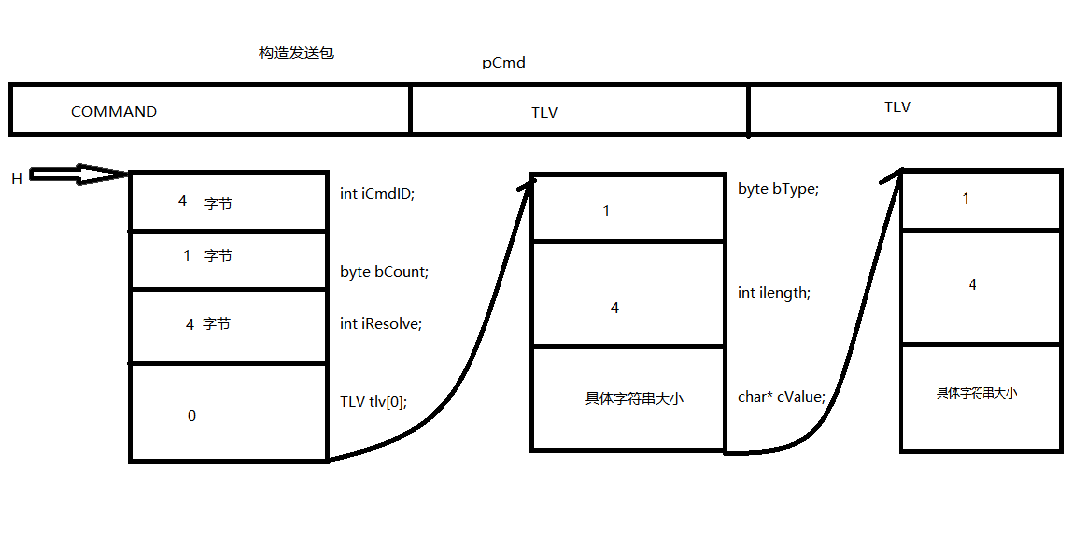 构造发送包
pCmd
COMMAND
TLV
TLV
H
4 字节
int iCmdID;
1 字节
byte bCount;
4 字节
int iResolve;
0
TLV tlv[0];
1
byte bType;
4
int ilength;
具体字符串大小
char* cValue;
1
4
具体字符串大小